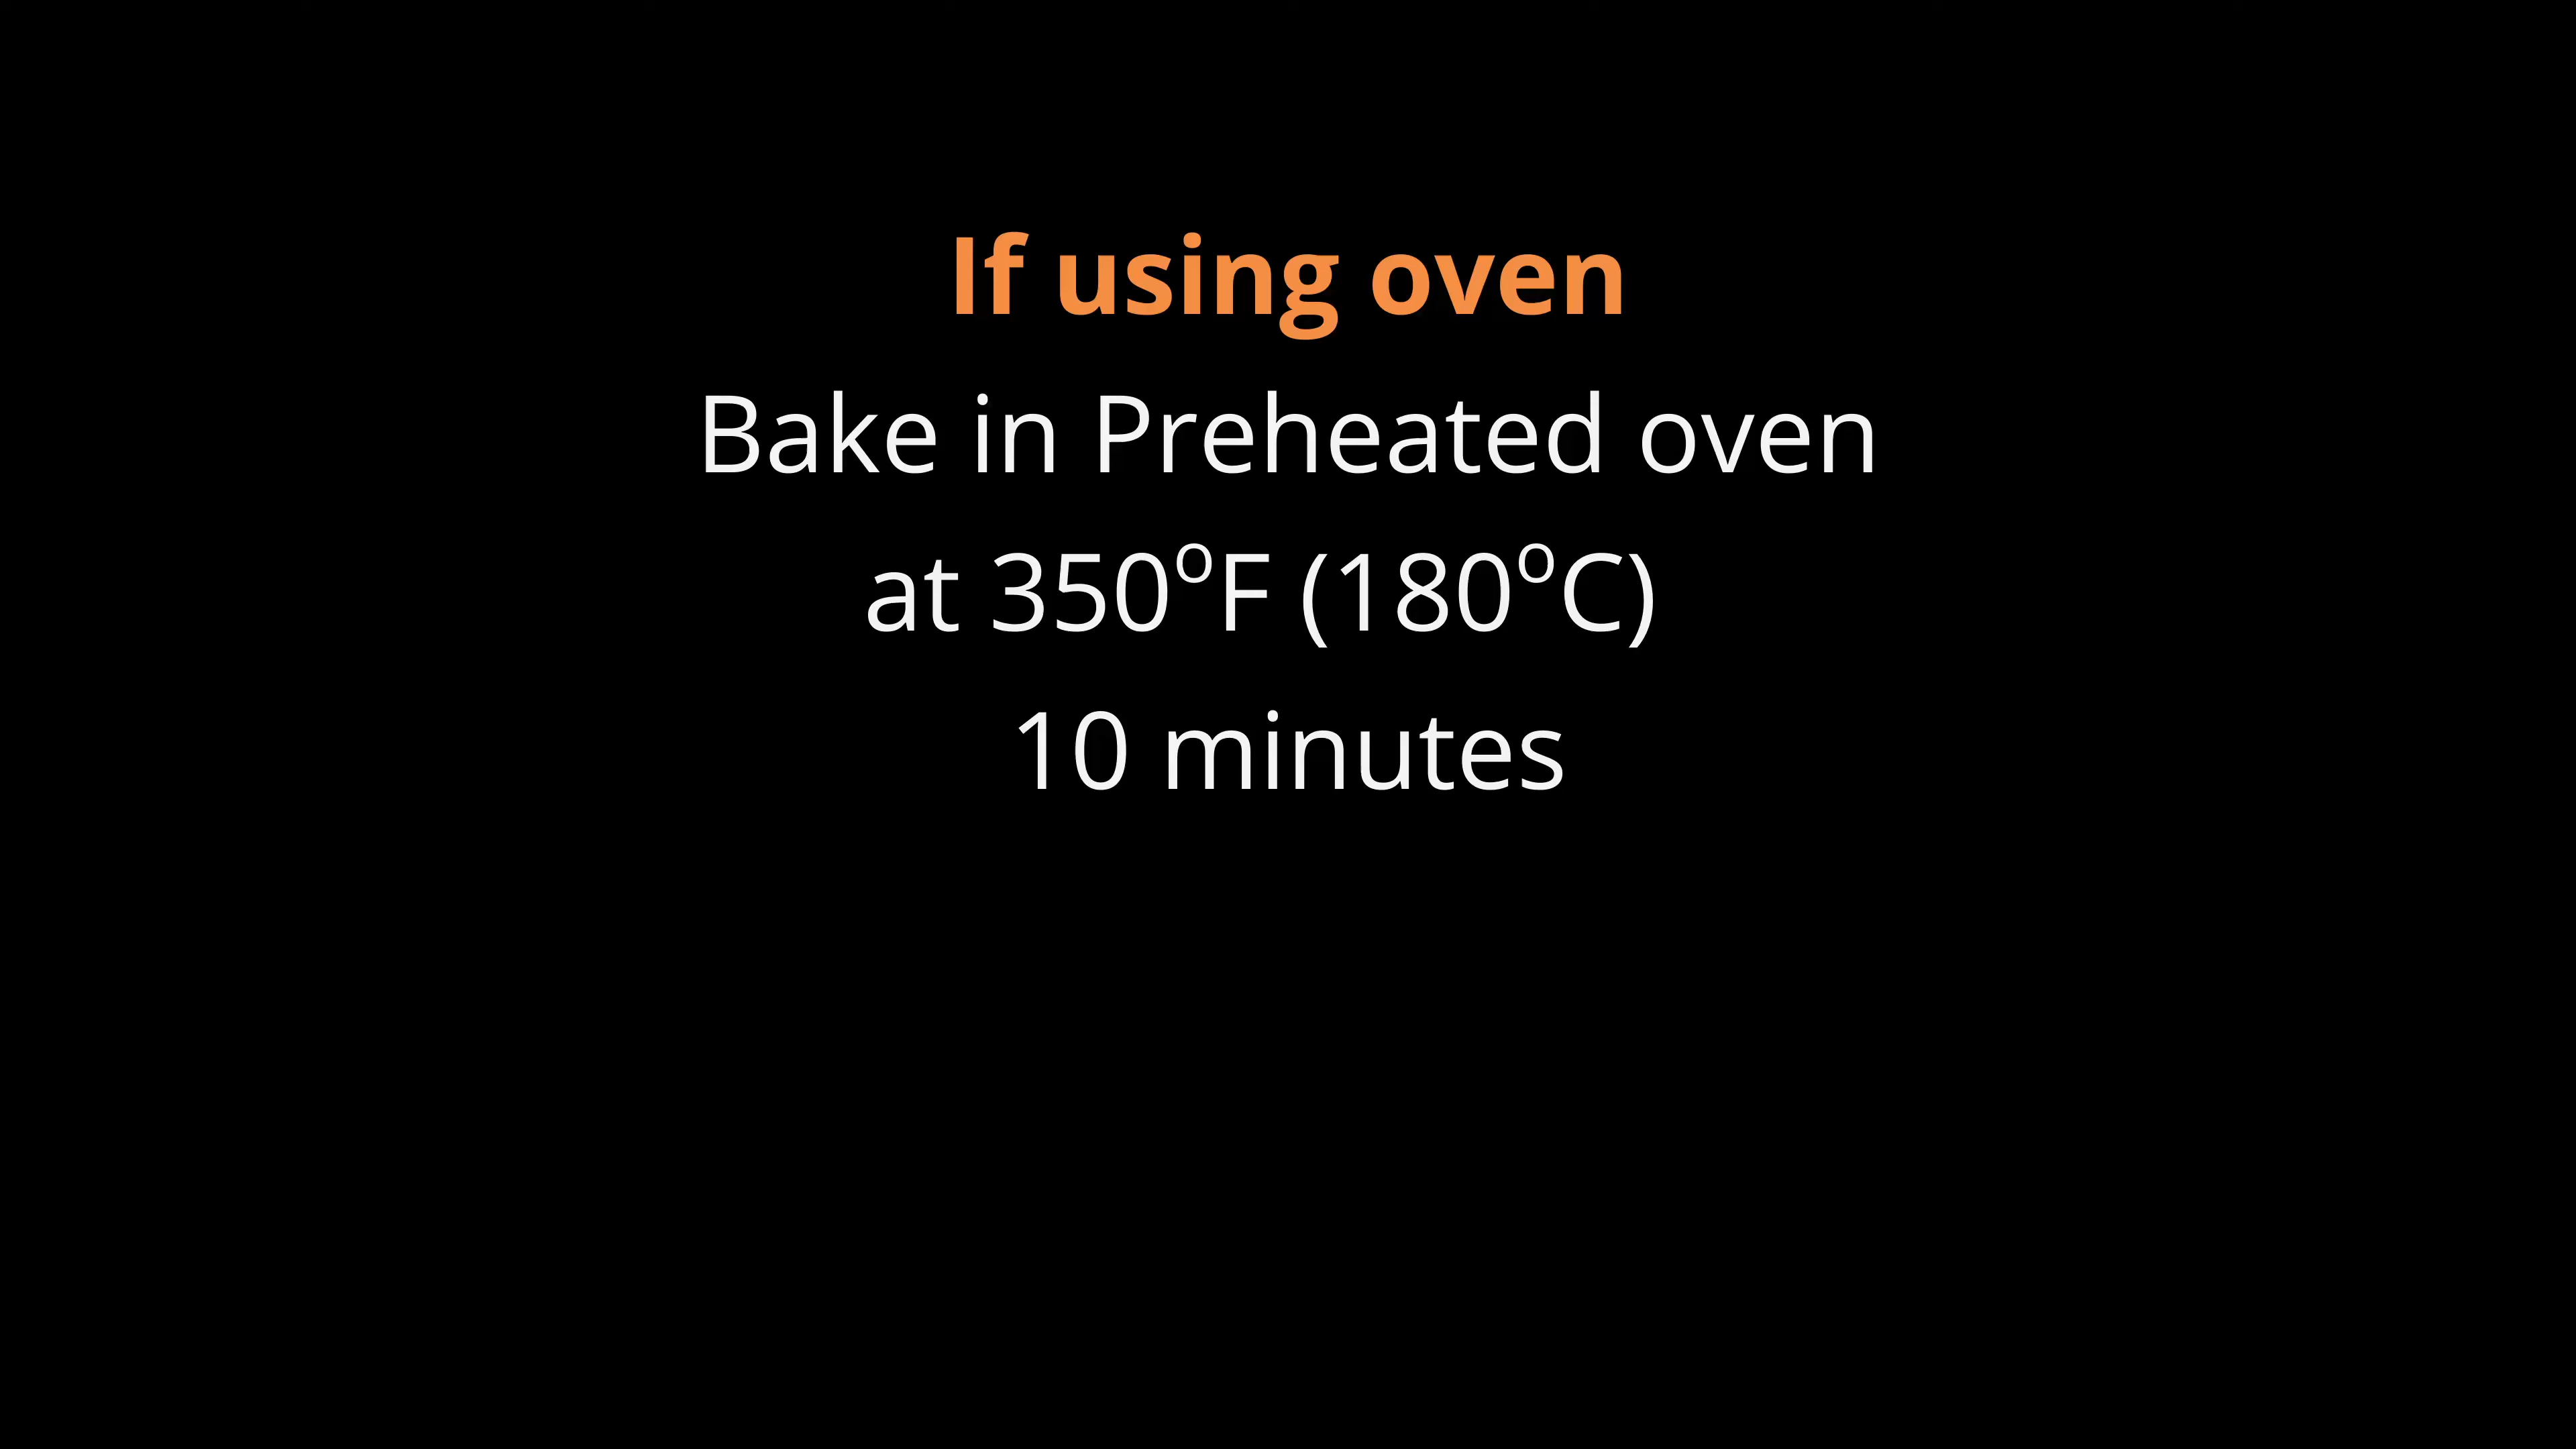 If using oven
Bake in Preheated oven
at 350ºF (180ºC)
10 minutes